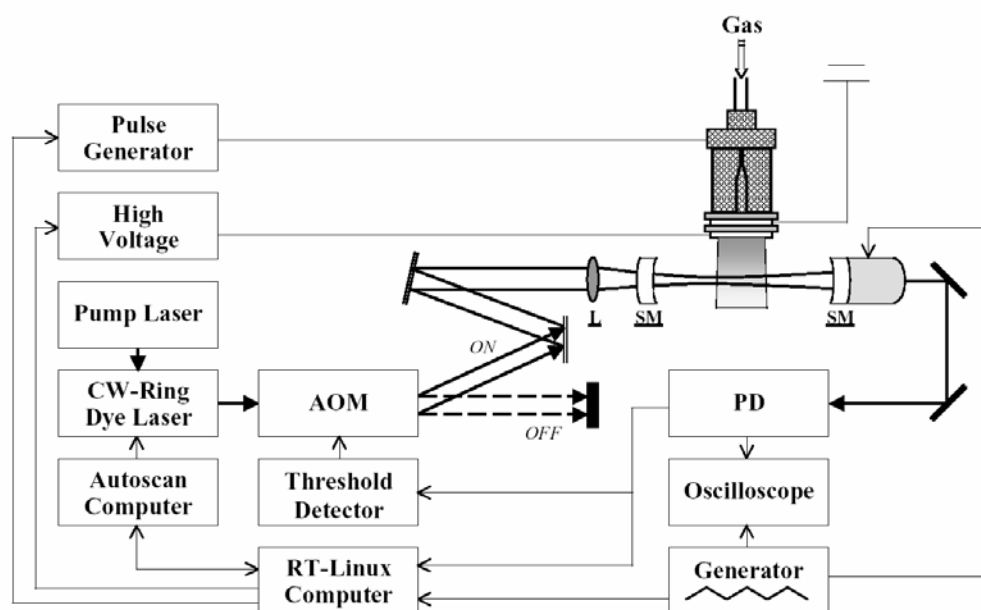 Gas
Pulse
Generator
High
Voltage
Pump Laser
L
SM
SM
ON
CW-Ring
Dye Laser
AOM
PD
OFF
Autoscan
Computer
Threshold
Detector
Oscilloscope
RT-Linux
Computer
Generator